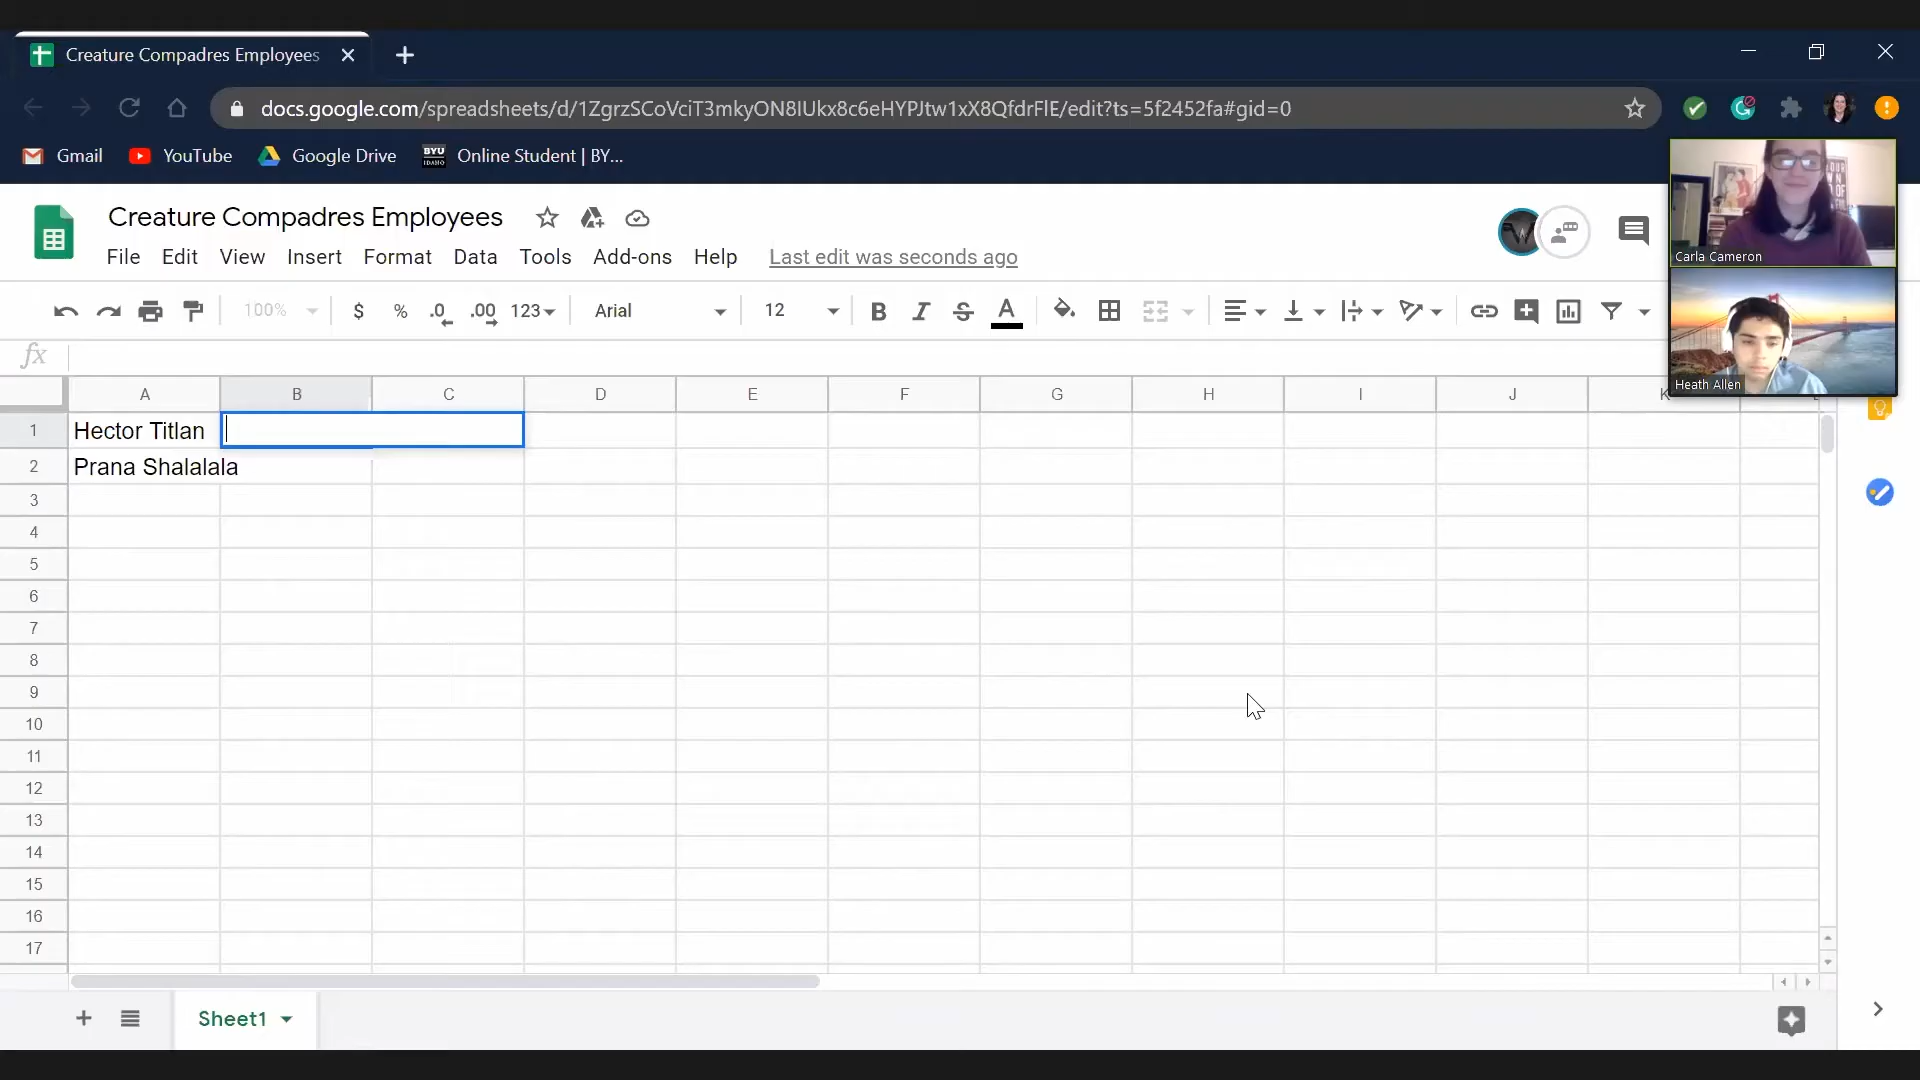 Creature Compadres Employees
docs.google.com/spreadsheets/d/1ZgrzSCoVciT3mkyON8IUkx8c6eHYPJtw1xX8QfdrFlE/edit?ts=5f2452fa#gid=0
Gmail YouTube Google Drive BYU IDAHO Online Student | BY...
Creature Compadres Employees
File Edit View Insert Format Data Tools Add-ons Help Last edit was seconds ago
100% $ % .0 .00 123 Arial 12 B I S A
fx
A B C D E F G H I J K
1 Hector Titlan
2 Prana Shalalala
3
4
5
6
7
8
9
10
11
12
13
14
15
16
17
Sheet1
Carla Cameron
Heath Allen